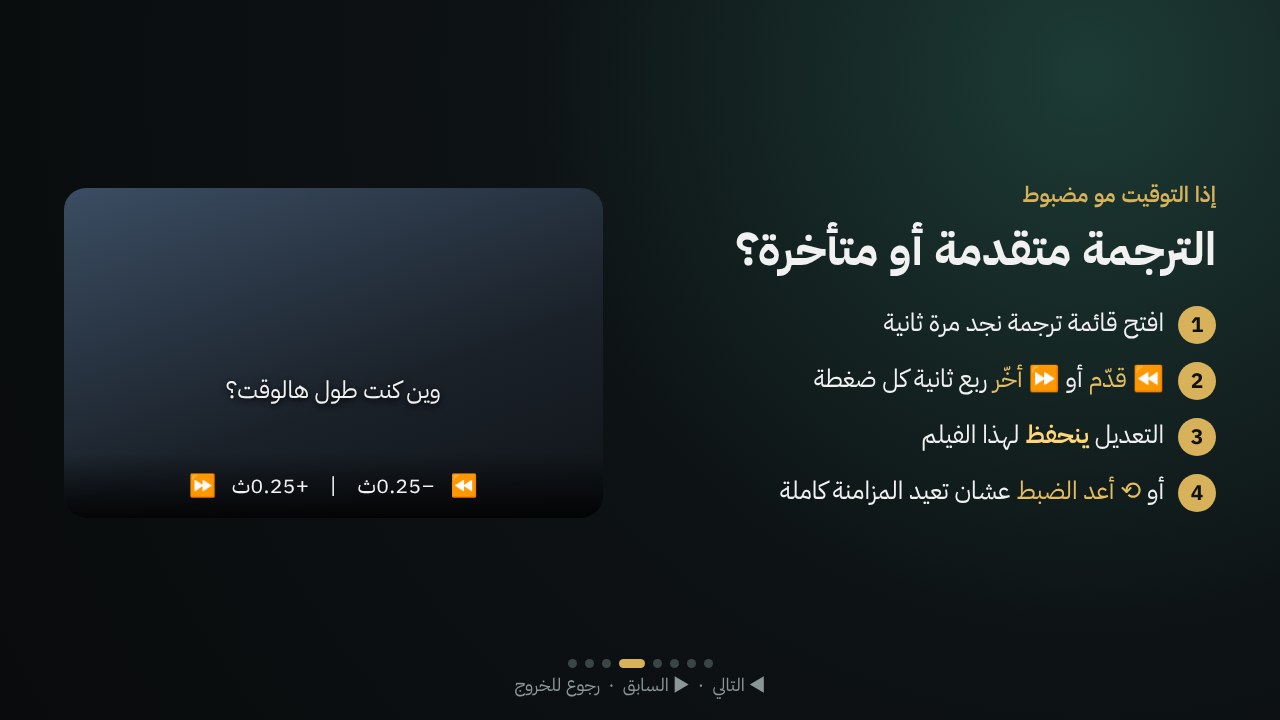 إذا التوقيت مو مضبوط
الترجمة متقدمة أو متأخرة؟
1 افتح قائمة ترجمة نجد مرة ثانية
2 ⏪ قدّم أو ⏩ أخّر ربع ثانية كل ضغطة
3 التعديل ينحفظ لهذا الفيلم
4 أو ⟲ أعد الضبط عشان تعيد المزامنة كاملة
وين كنت طول هالوقت؟
⏪ −0.25ث | +0.25ث ⏩
◀ التالي · ▶ السابق · رجوع للخروج